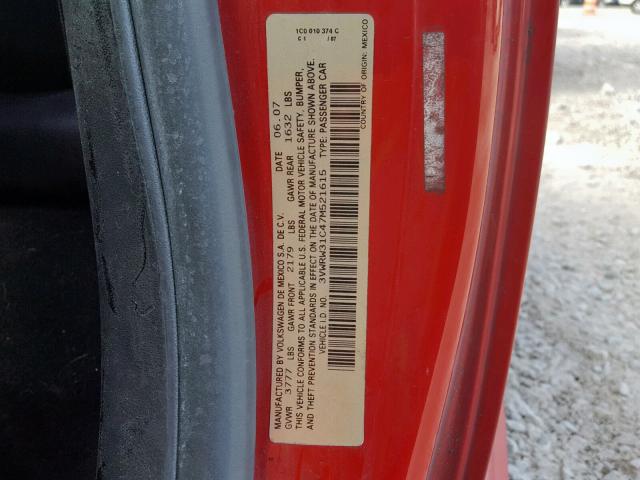 1C0 010 374 C
C 1 / 87
MANUFACTURED BY VOLKSWAGEN DE MEXICO S.A. DE C.V. DATE 06.07
GVWR 3777 LBS GAWR FRONT 2179 LBS GAWR REAR 1632 LBS
THIS VEHICLE CONFORMS TO ALL APPLICABLE U.S. FEDERAL MOTOR VEHICLE SAFETY, BUMPER,
AND THEFT PREVENTION STANDARDS IN EFFECT ON THE DATE OF MANUFACTURE SHOWN ABOVE.
VEHICLE I.D. NO. 3VWRW31C47M521615 TYPE: PASSENGER CAR
COUNTRY OF ORIGIN: MEXICO